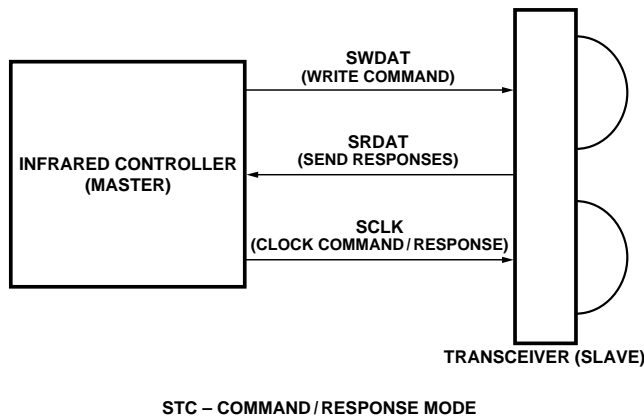 SWDAT
(WRITE COMMAND)
SRDAT
(SEND RESPONSES)
INFRARED CONTROLLER
(MASTER)
SCLK
(CLOCK COMMAND/RESPONSE)
TRANSCEIVER (SLAVE)
STC – COMMAND/RESPONSE MODE